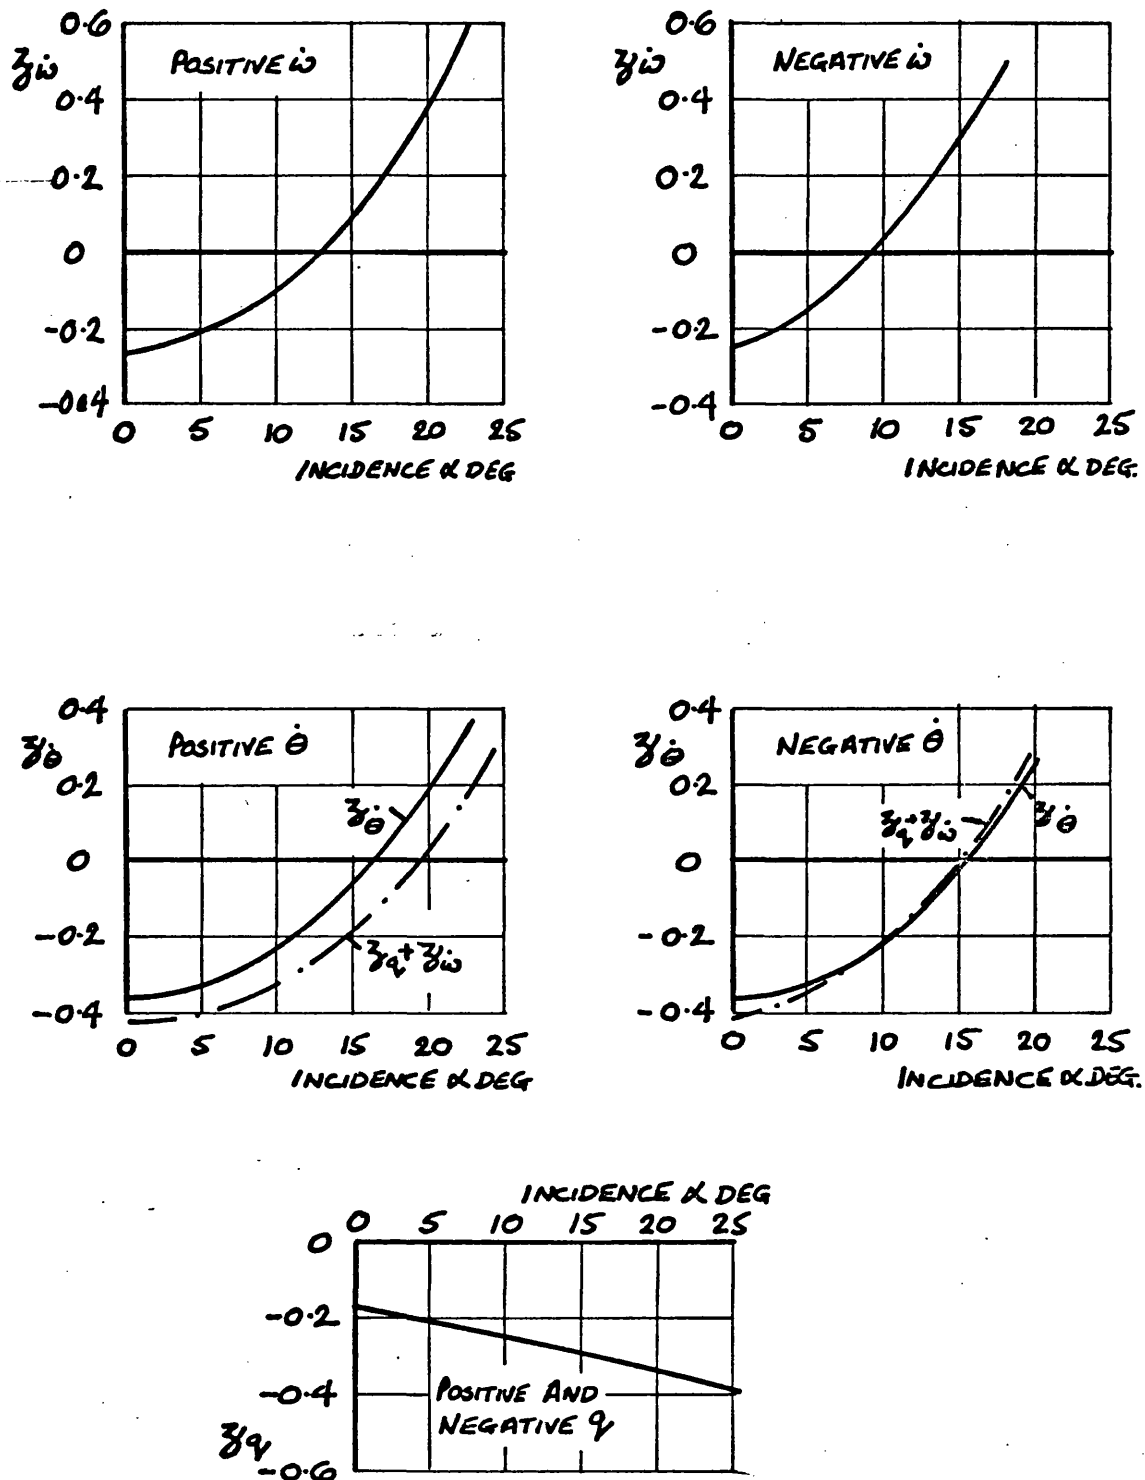 0.6
0.4
0.2
0
-0.2
-0.4
zẇ
POSITIVE ẇ
0 5 10 15 20 25
INCIDENCE α DEG
0.6
0.4
0.2
0
-0.2
-0.4
zẇ
NEGATIVE ẇ
0 5 10 15 20 25
INCIDENCE α DEG.
0.4
0.2
0
-0.2
-0.4
zθ̇
POSITIVE θ̇
zθ̇
zq+zẇ
0 5 10 15 20 25
INCIDENCE α DEG
0.4
0.2
0
-0.2
-0.4
zθ̇
NEGATIVE θ̇
zq+zẇ
zθ̇
0 5 10 15 20 25
INCIDENCE α DEG.
INCIDENCE α DEG
0 5 10 15 20 25
0
-0.2
-0.4
-0.6
zq
POSITIVE AND
NEGATIVE q